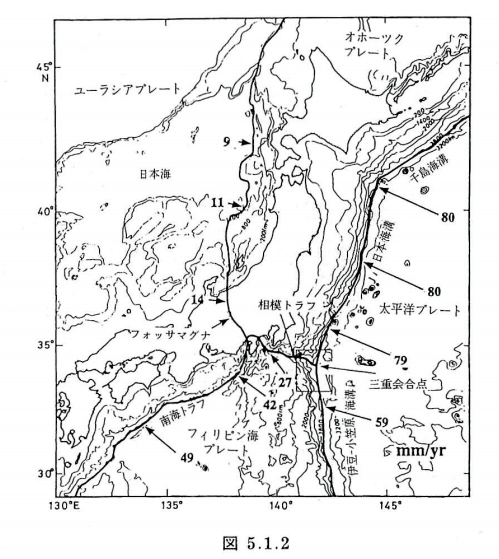 オホーツク
プレート
45°
N
ユーラシアプレート
9
日本海
千島海溝
11
40°
80
日本海溝
80
14
相模トラフ
太平洋プレート
フォッサマグナ
79
35°
三重会合点
27
42
59
南海トラフ
伊豆-小笠原海溝
フィリピン海
プレート
49
mm/yr
30°
130°E
135°
140°
145°
図 5.1.2